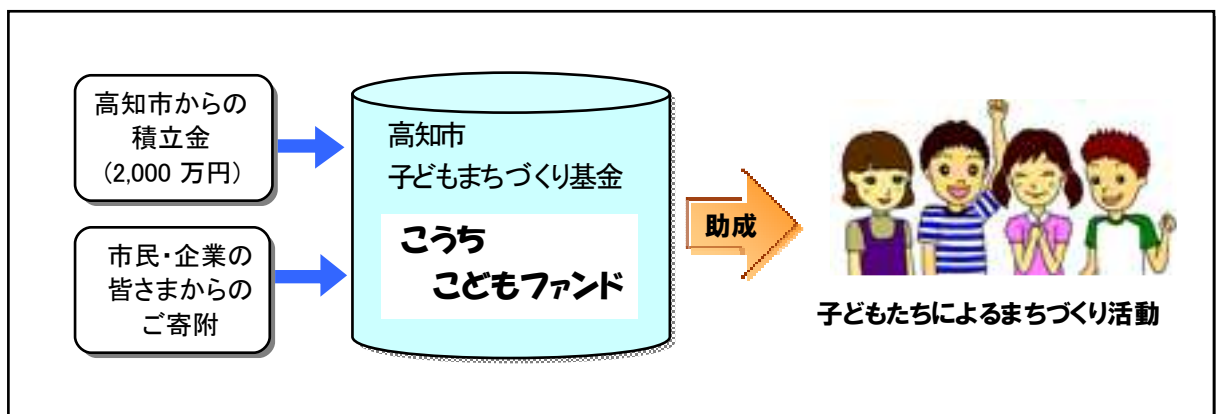 高知市からの
積立金
(2,000 万円)
市民・企業の
皆さまからの
ご寄附
高知市
子どもまちづくり基金
こうち
こどもファンド
助成
子どもたちによるまちづくり活動